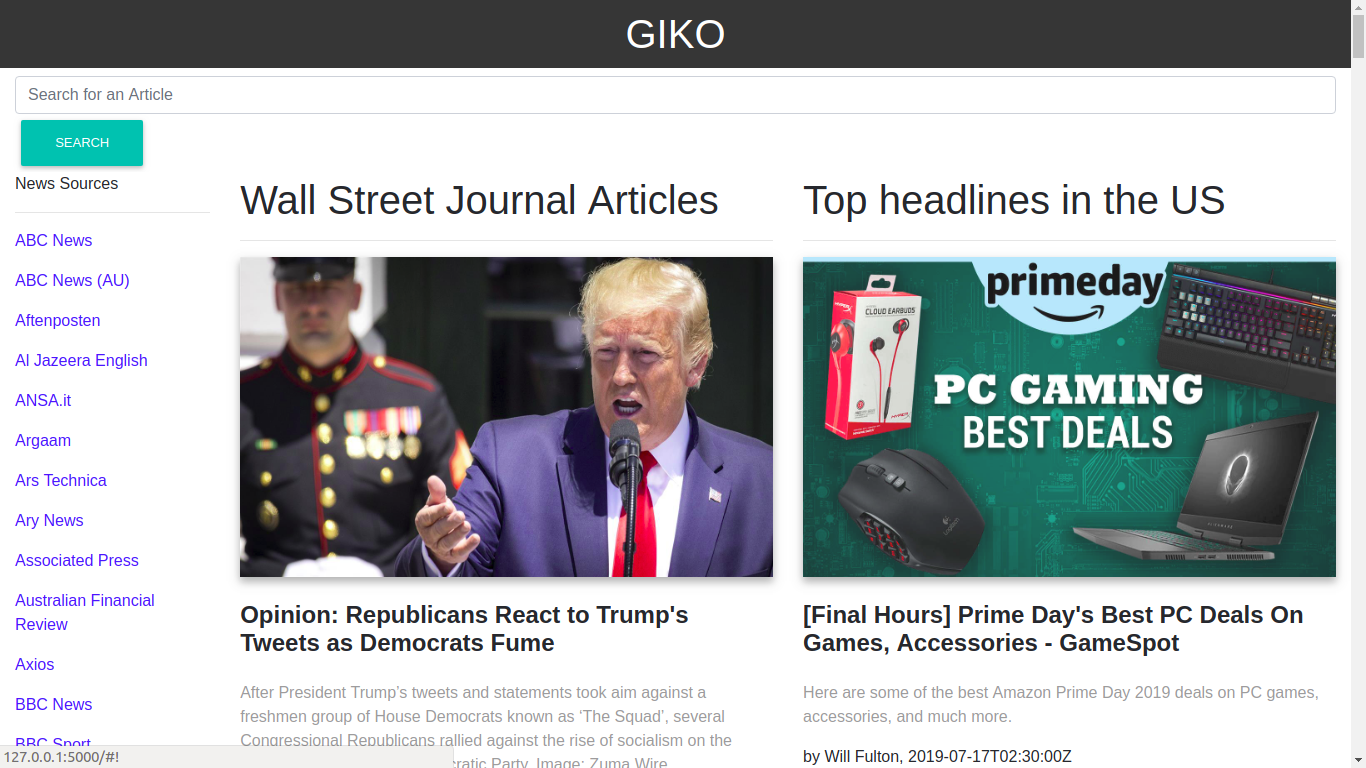 GIKO
Search for an Article
SEARCH
News Sources
ABC News
ABC News (AU)
Aftenposten
Al Jazeera English
ANSA.it
Argaam
Ars Technica
Ary News
Associated Press
Australian Financial
Review
Axios
BBC News
BBC Sport
127.0.0.1:5000/#!
Wall Street Journal Articles
Opinion: Republicans React to Trump's
Tweets as Democrats Fume
After President Trump’s tweets and statements took aim against a
freshmen group of House Democrats known as ‘The Squad’, several
Congressional Republicans rallied against the rise of socialism on the
cratic Party. Image: Zuma Wire
Top headlines in the US
primeday
HYPERX
CLOUD EARBUDS
HYPERX
PC GAMING
BEST DEALS
Logitech
ALIENWARE
[Final Hours] Prime Day's Best PC Deals On
Games, Accessories - GameSpot
Here are some of the best Amazon Prime Day 2019 deals on PC games,
accessories, and much more.
by Will Fulton, 2019-07-17T02:30:00Z